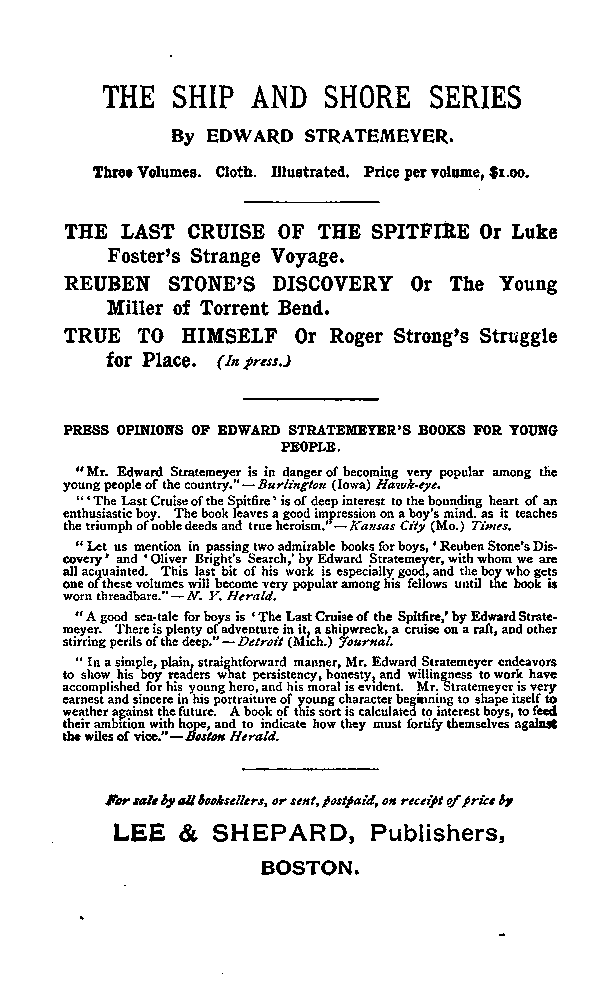 THE SHIP AND SHORE SERIES
By EDWARD STRATEMEYER.
Three Volumes. Cloth. Illustrated. Price per volume, $1.00.
THE LAST CRUISE OF THE SPITFIRE Or Luke
Foster's Strange Voyage.
REUBEN STONE'S DISCOVERY Or The Young
Miller of Torrent Bend.
TRUE TO HIMSELF Or Roger Strong's Struggle
for Place. (In press.)
PRESS OPINIONS OF EDWARD STRATEMEYER'S BOOKS FOR YOUNG
PEOPLE.
"Mr. Edward Stratemeyer is in danger of becoming very popular among the
young people of the country."—Burlington (Iowa) Hawk-eye.
"'The Last Cruise of the Spitfire' is of deep interest to the bounding heart of an
enthusiastic boy. The book leaves a good impression on a boy's mind. as it teaches
the triumph of noble deeds and true heroism."—Kansas City (Mo.) Times.
"Let us mention in passing two admirable books for boys, 'Reuben Stone's Dis-
covery' and 'Oliver Bright's Search,' by Edward Stratemeyer, with whom we are
all acquainted. This last bit of his work is especially good, and the boy who gets
one of these volumes will become very popular among his fellows until the book is
worn threadbare."—N. Y. Herald.
"A good sea-tale for boys is 'The Last Cruise of the Spitfire,' by Edward Strate-
meyer. There is plenty of adventure in it, a shipwreck, a cruise on a raft, and other
stirring perils of the deep."—Detroit (Mich.) Journal.
"In a simple, plain, straightforward manner, Mr. Edward Stratemeyer endeavors
to show his boy readers what persistency, honesty, and willingness to work have
accomplished for his young hero, and his moral is evident. Mr. Stratemeyer is very
earnest and sincere in his portraiture of young character beginning to shape itself to
weather against the future. A book of this sort is calculated to interest boys, to feed
their ambition with hope, and to indicate how they must fortify themselves against
the wiles of vice."—Boston Herald.
For sale by all booksellers, or sent, postpaid, on receipt of price by
LEE & SHEPARD, Publishers,
BOSTON.